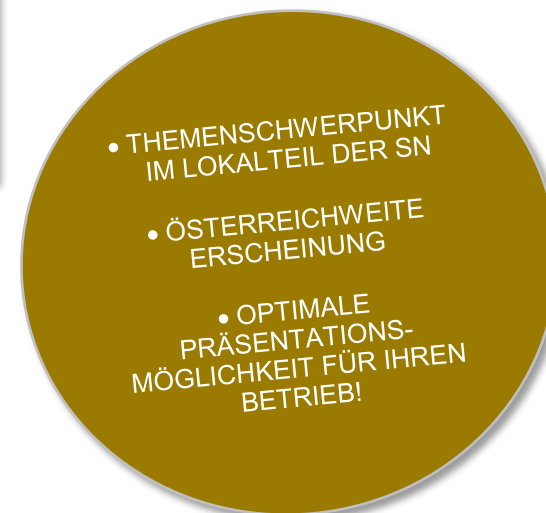 • THEMENSCHWERPUNKT
IM LOKALTEIL DER SN
• ÖSTERREICHWEITE
ERSCHEINUNG
• OPTIMALE
PRÄSENTATIONS-
MÖGLICHKEIT FÜR IHREN
BETRIEB!